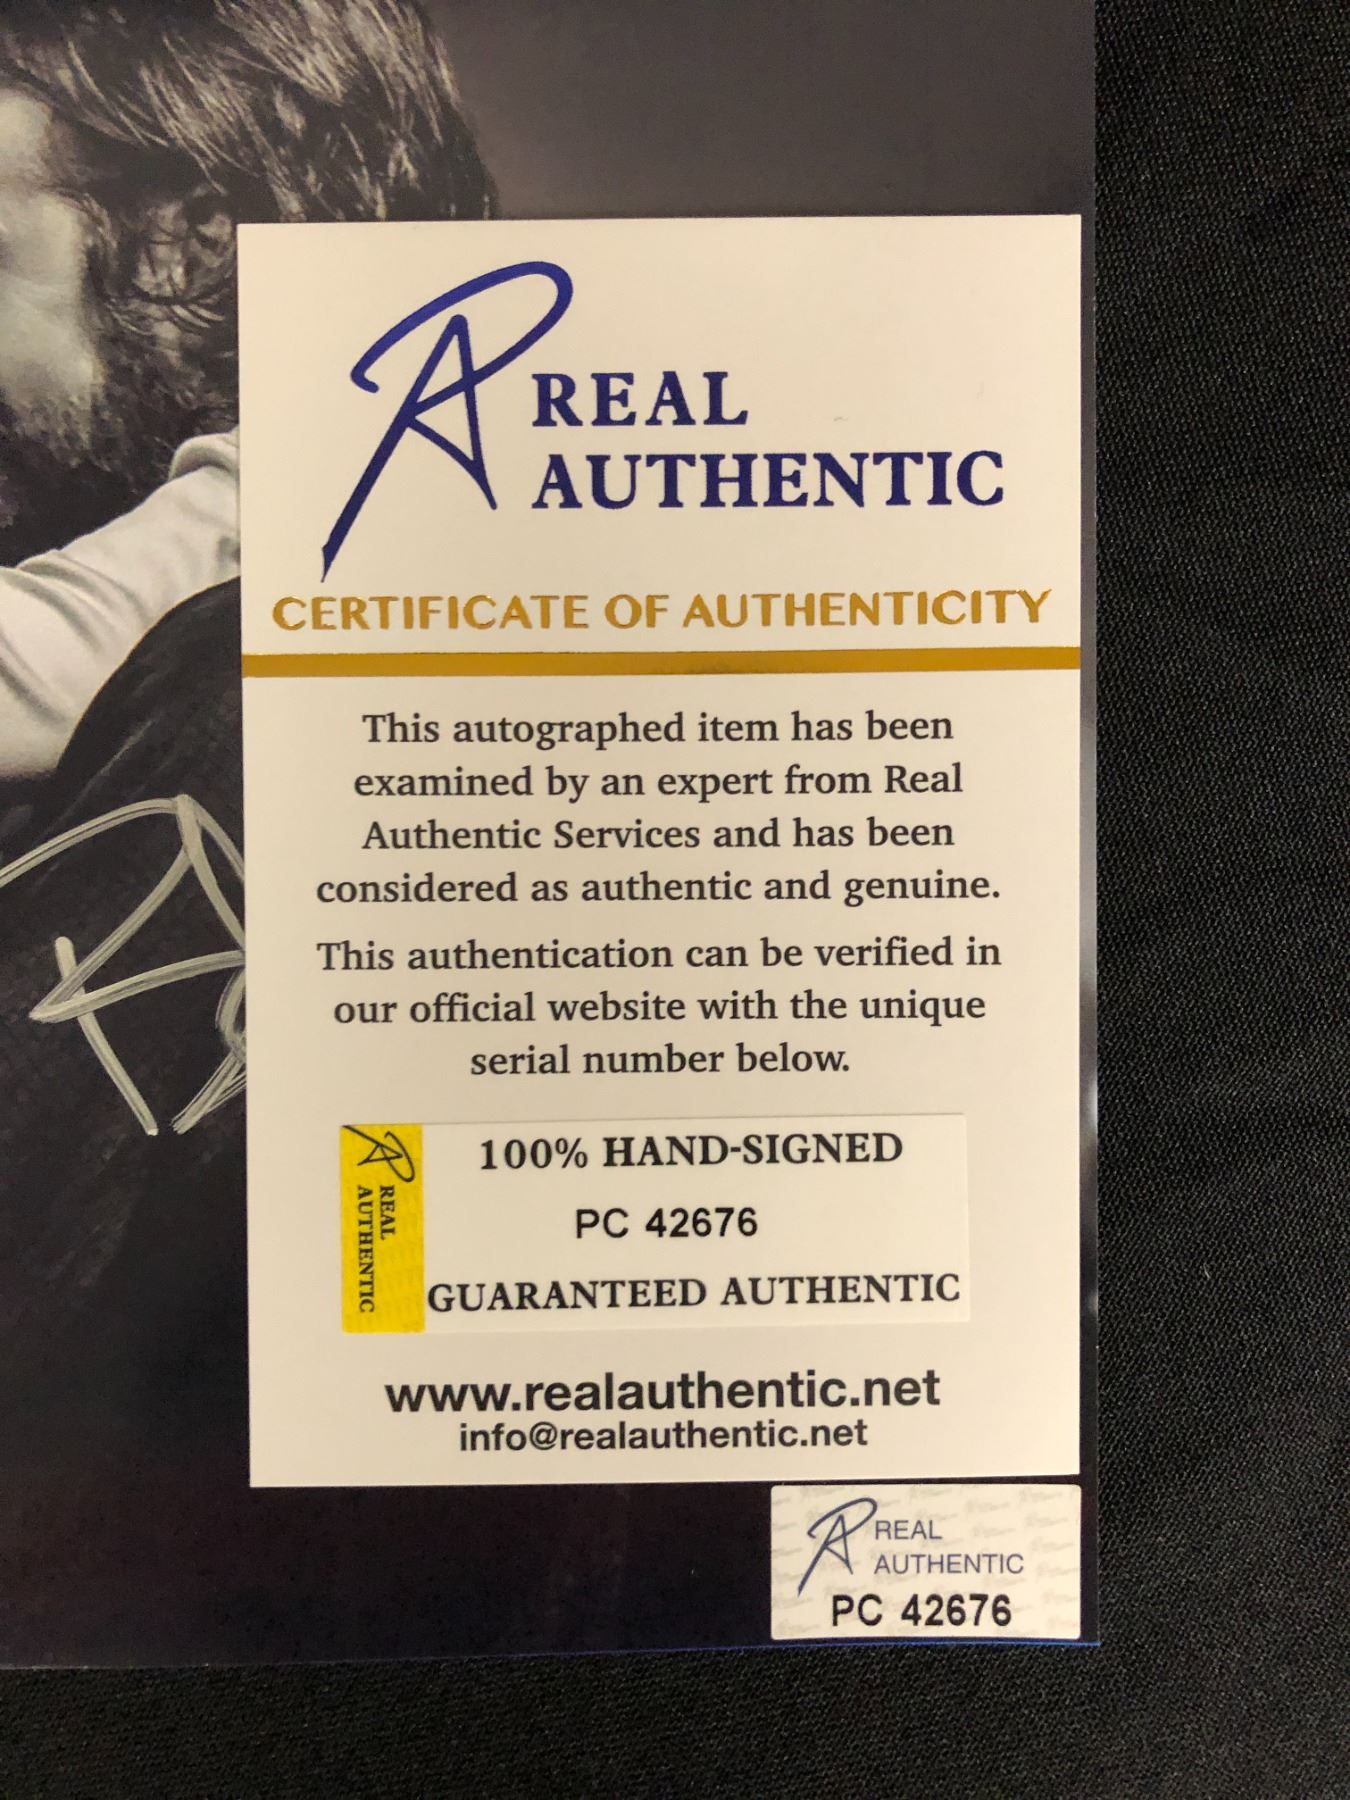 REAL
AUTHENTIC
CERTIFICATE OF AUTHENTICITY
This autographed item has been
examined by an expert from Real
Authentic Services and has been
considered as authentic and genuine.
This authentication can be verified in
our official website with the unique
serial number below.
REAL
AUTHENTIC
100% HAND-SIGNED
PC 42676
GUARANTEED AUTHENTIC
www.realauthentic.net
info@realauthentic.net
REAL
AUTHENTIC
PC 42676